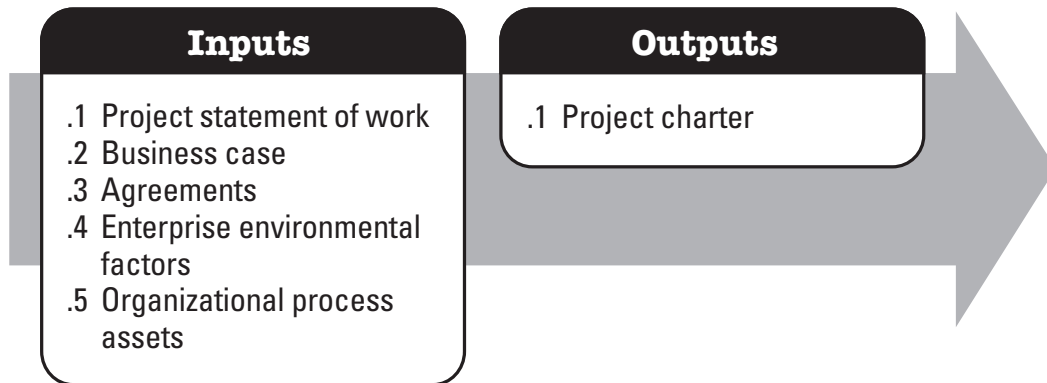 Inputs
.1 Project statement of work
.2 Business case
.3 Agreements
.4 Enterprise environmental
factors
.5 Organizational process
assets
Outputs
.1 Project charter